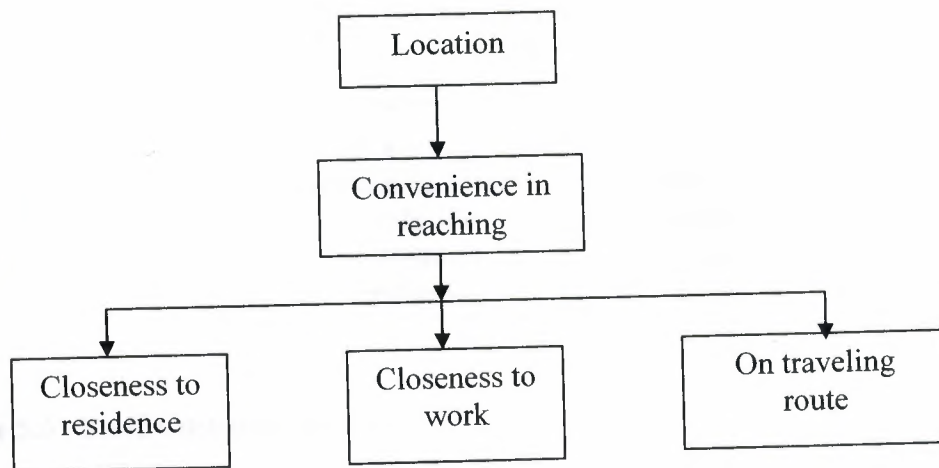 Location
Convenience in
reaching
Closeness to
residence
Closeness to
work
On traveling
route